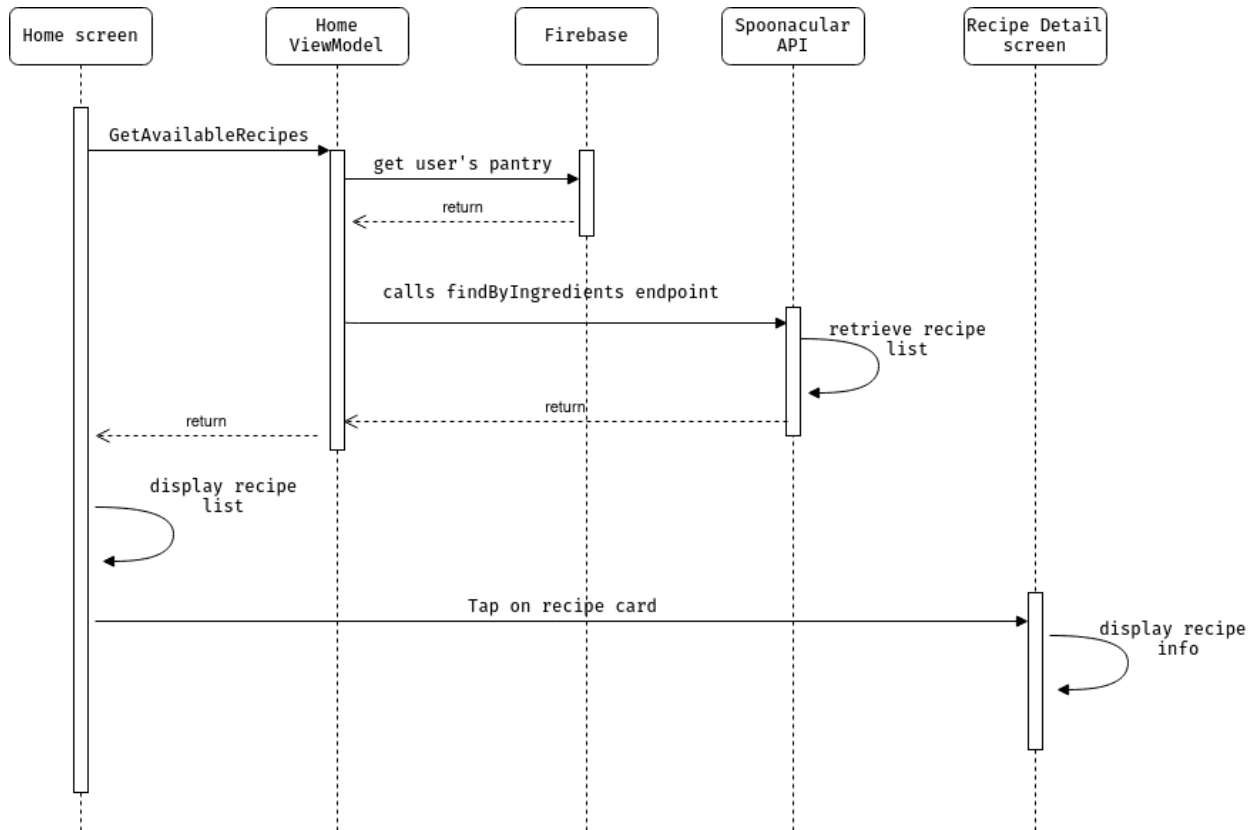 Home screen
Home
ViewModel
Firebase
Spoonacular
API
Recipe Detail
screen
GetAvailableRecipes
get user's pantry
return
calls findByIngredients endpoint
retrieve recipe
list
return
return
display recipe
list
Tap on recipe card
display recipe
info